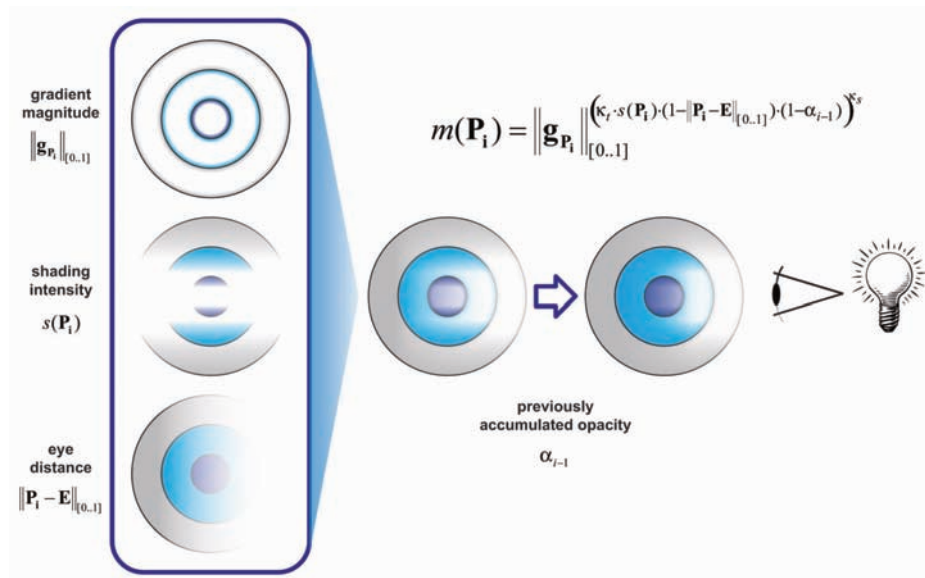 gradient
magnitude
‖g_{P_i}‖_{[0..1]}
m(P_i) = ‖g_{P_i}‖_{[0..1]}^{(κ_t·s(P_i)·(1-‖P_i-E‖_{[0..1]})·(1-α_{i-1}))^{κ_s}}
shading
intensity
s(P_i)
previously
accumulated opacity
α_{i-1}
eye
distance
‖P_i - E‖_{[0..1]}